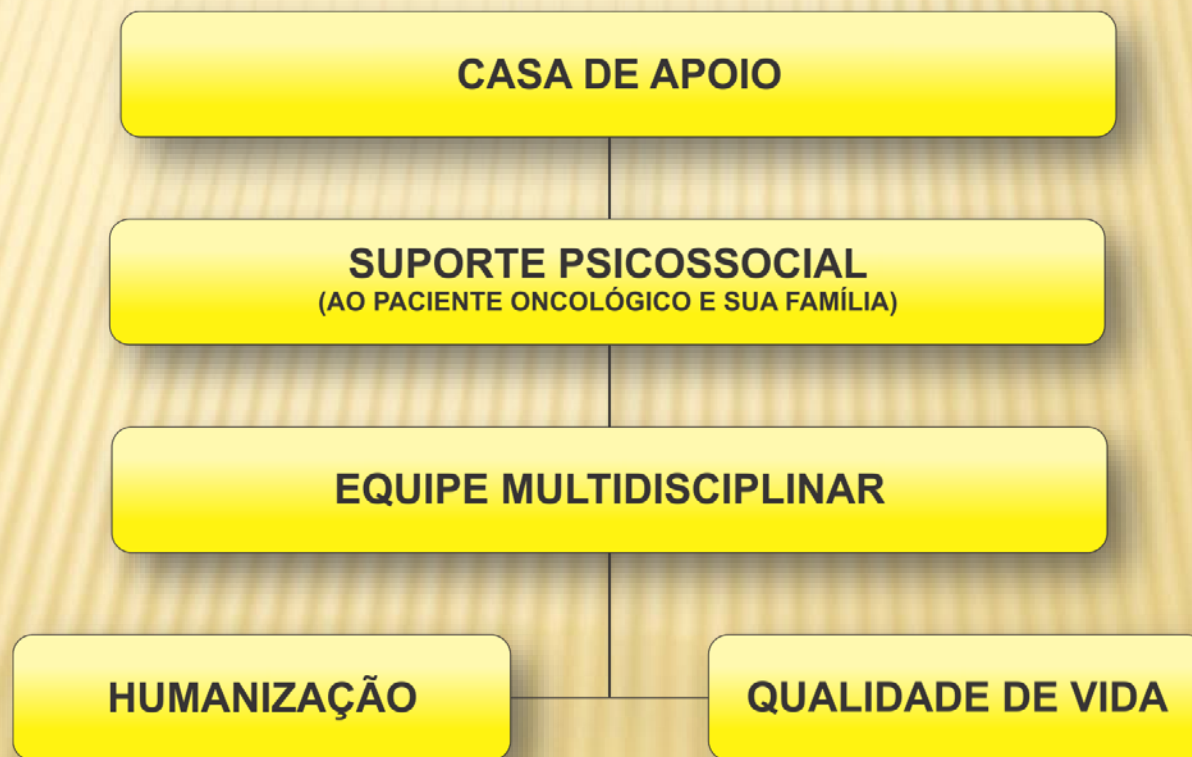 CASA DE APOIO
SUPORTE PSICOSSOCIAL
(AO PACIENTE ONCOLÓGICO E SUA FAMÍLIA)
EQUIPE MULTIDISCIPLINAR
HUMANIZAÇÃO
QUALIDADE DE VIDA